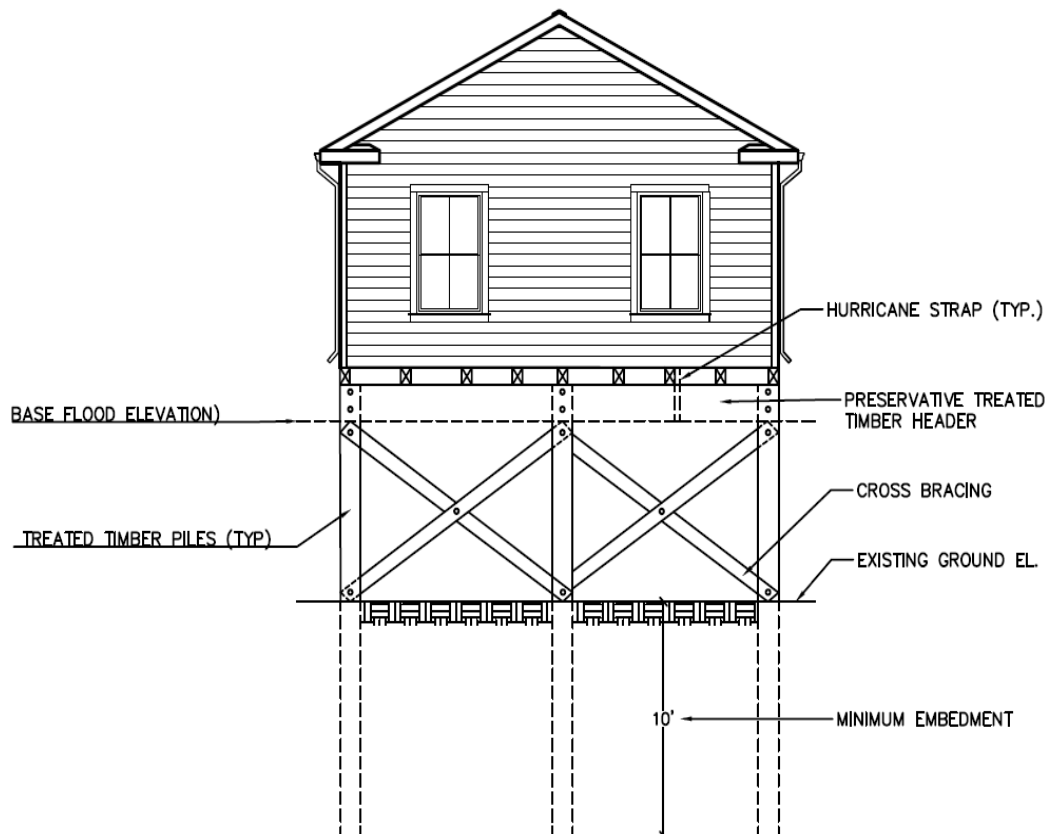 HURRICANE STRAP (TYP.)
BASE FLOOD ELEVATION)
PRESERVATIVE TREATED
TIMBER HEADER
CROSS BRACING
TREATED TIMBER PILES (TYP)
EXISTING GROUND EL.
10'
MINIMUM EMBEDMENT